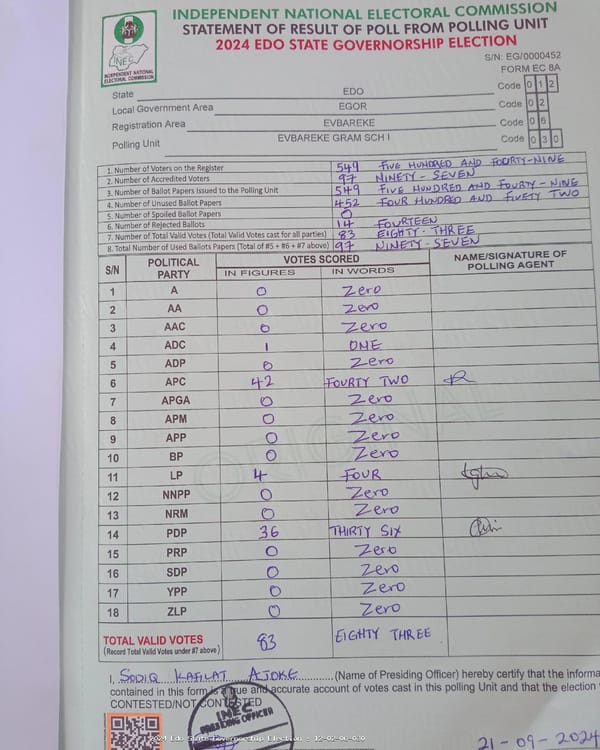 INDEPENDENT NATIONAL ELECTORAL COMMISSION
STATEMENT OF RESULT OF POLL FROM POLLING UNIT
2024 EDO STATE GOVERNORSHIP ELECTION
INEC
INDEPENDENT NATIONAL ELECTORAL COMMISSION
S/N: EG/0000452
FORM EC 8A
State EDO Code 0 1 2
Local Government Area EGOR Code 0 2
Registration Area EVBAREKE Code 0 6
Polling Unit EVBAREKE GRAM SCH I Code 0 3 0
1. Number of Voters on the Register 549 FIVE HUNDRED AND FOURTY-NINE
2. Number of Accredited Voters 97 NINETY-SEVEN
3. Number of Ballot Papers Issued to the Polling Unit 549 FIVE HUNDRED AND FOURTY-NINE
4. Number of Unused Ballot Papers 452 FOUR HUNDRED AND FIVETY TWO
5. Number of Spoiled Ballot Papers 0
6. Number of Rejected Ballots 14 FOURTEEN
7. Number of Total Valid Votes (Total Valid Votes cast for all parties) 83 EIGHTY-THREE
8. Total Number of Used Ballots Papers (Total of #5 + #6 + #7 above) 97 NINETY-SEVEN
S/N POLITICAL PARTY VOTES SCORED NAME/SIGNATURE OF POLLING AGENT
IN FIGURES IN WORDS
1 A 0 Zero
2 AA 0 Zero
3 AAC 0 Zero
4 ADC 1 ONE
5 ADP 0 Zero
6 APC 42 FOURTY TWO
7 APGA 0 Zero
8 APM 0 Zero
9 APP 0 Zero
10 BP 0 Zero
11 LP 4 FOUR
12 NNPP 0 Zero
13 NRM 0 Zero
14 PDP 36 THIRTY SIX
15 PRP 0 Zero
16 SDP 0 Zero
17 YPP 0 Zero
18 ZLP 0 Zero
TOTAL VALID VOTES 83 EIGHTY THREE
(Record Total Valid Votes under #7 above)
I, SODIQ KAFILAT AJOKE (Name of Presiding Officer) hereby certify that the informa
contained in this form is a true and accurate account of votes cast in this polling Unit and that the election
CONTESTED/NOT CONTESTED
INEC
PRESIDING OFFICER
2024 Edo State Governorship Election - 12-02-06-030
21-09-2024